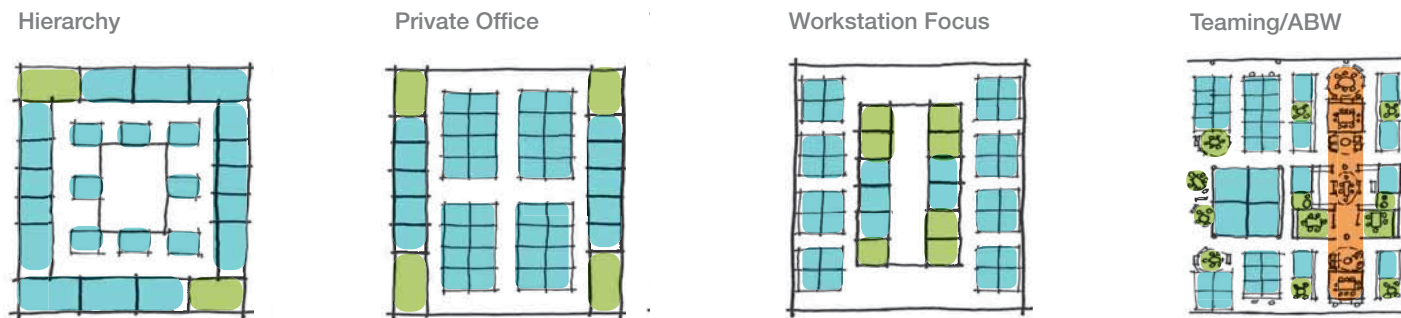 Hierarchy
Private Office
Workstation Focus
Teaming/ABW